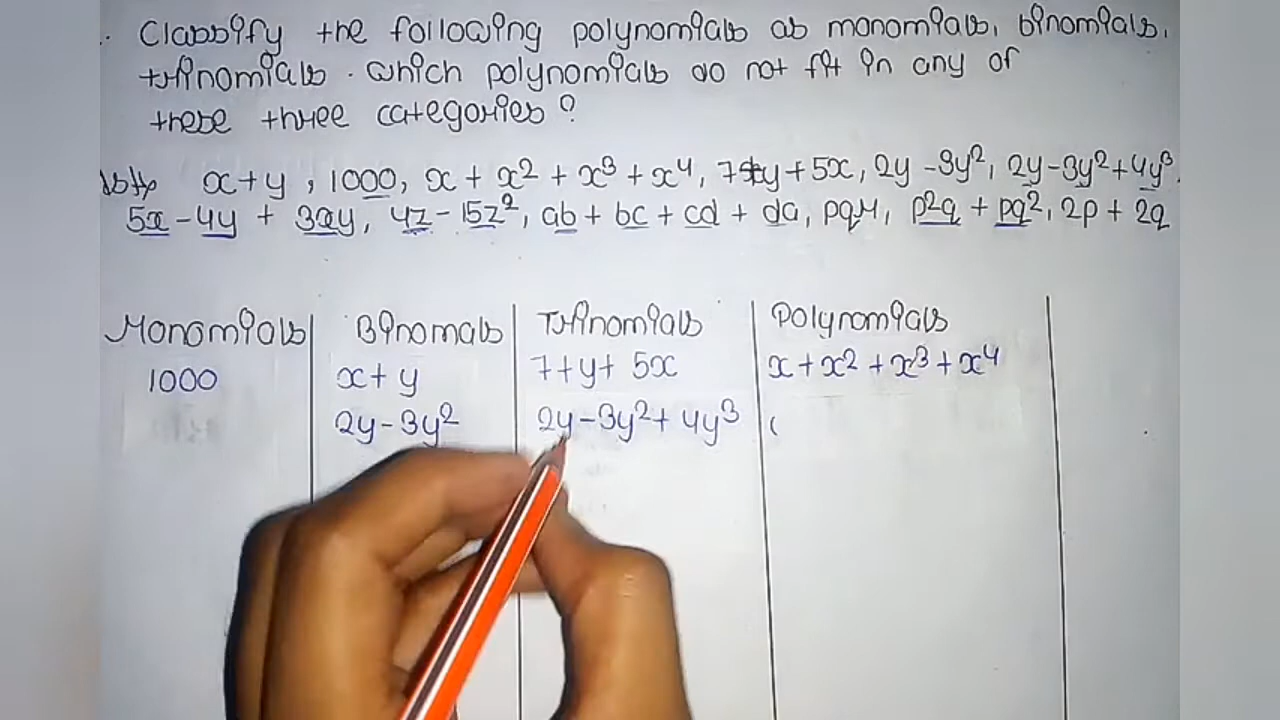 Classify the following polynomials as monomials, binomials,
trinomials. which polynomials do not fit in any of
these three categories?
x+y, 1000, x + x² + x³ + x⁴, 7+y+5x, 2y-3y², 2y-3y²+4y³.
5x - 4y + 3xy, 4z - 15z², ab + bc + cd + da, pqr, p²q + pq², 2p + 2q
Monomials Binomals Trinomials Polynomials
1000 x+y 7+y+5x x+x²+x³+x⁴
2y-3y² 2y-3y²+4y³ (